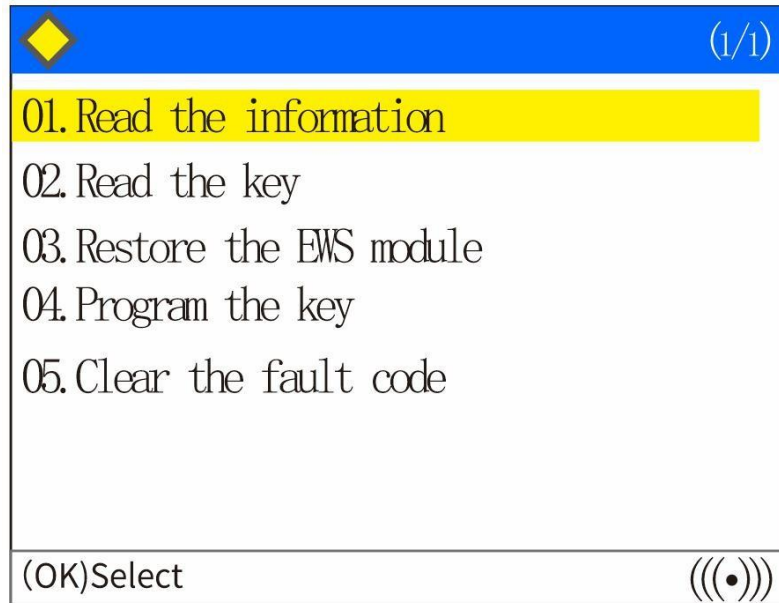 (1/1)
01.Read the information
02.Read the key
03.Restore the EWS module
04.Program the key
05.Clear the fault code
(OK)Select